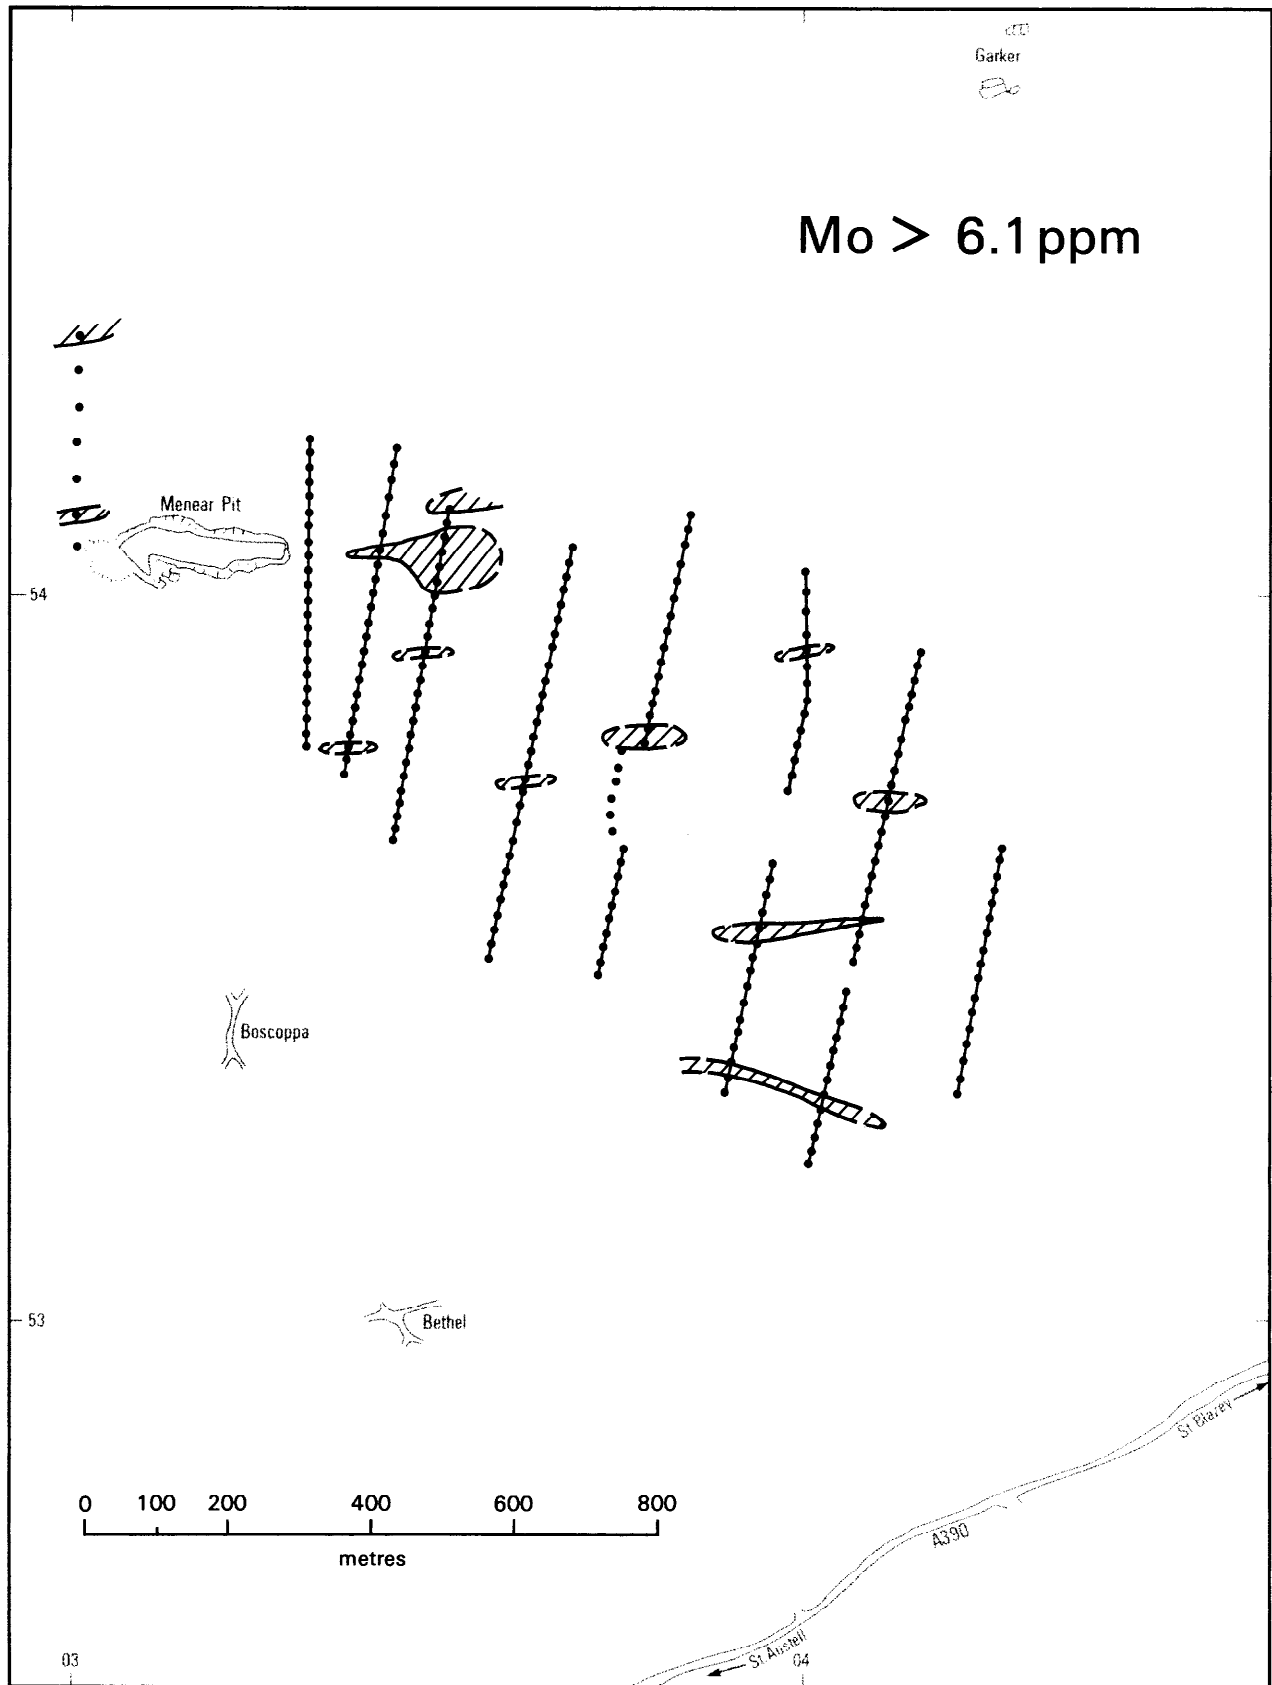 Garker
Mo > 6.1 ppm
Menear Pit
54
Boscoppa
53
Bethel
St Blazey
A390
St Austell
0 100 200 400 600 800
metres
03 04